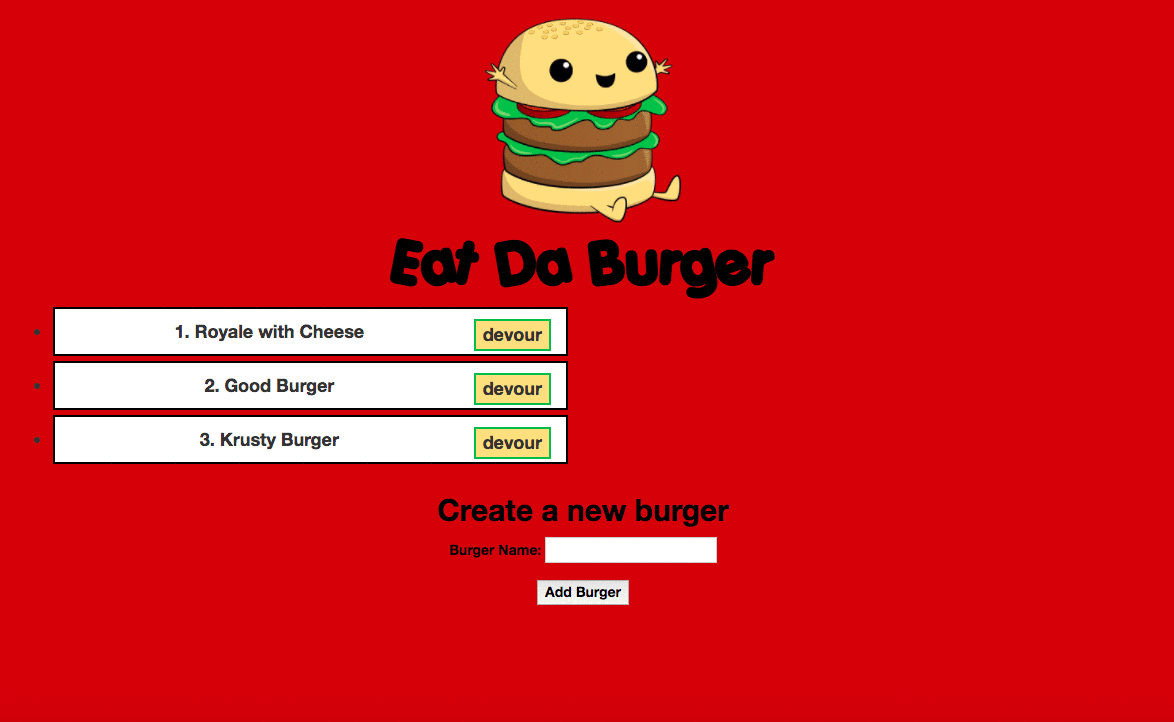 Eat Da Burger
1. Royale with Cheese devour
2. Good Burger devour
3. Krusty Burger devour
Create a new burger
Burger Name:
Add Burger